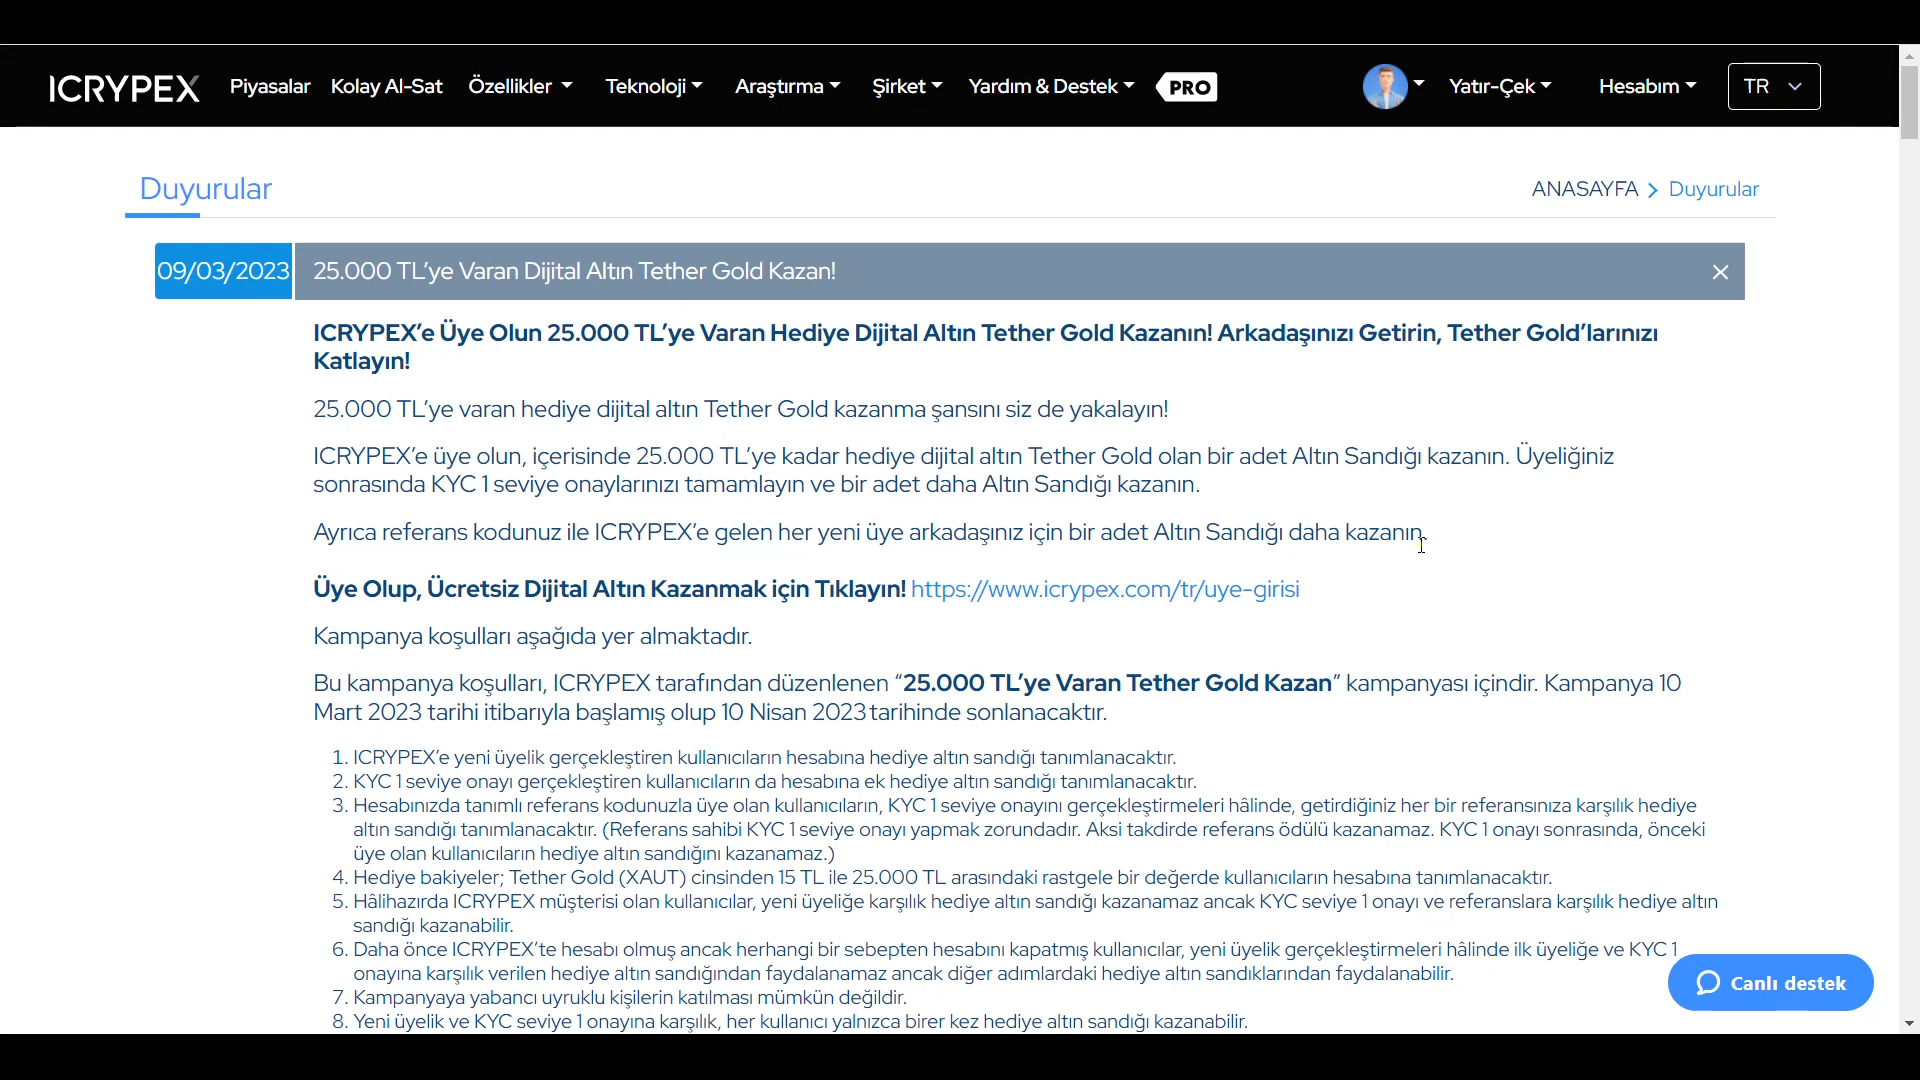 ICRYPEX Piyasalar Kolay Al-Sat Özellikler Teknoloji Araştırma Şirket Yardım & Destek PRO Yatır-Çek Hesabım TR
Duyurular
ANASAYFA > Duyurular
09/03/2023 25.000 TL’ye Varan Dijital Altın Tether Gold Kazan!
ICRYPEX’e Üye Olun 25.000 TL’ye Varan Hediye Dijital Altın Tether Gold Kazanın! Arkadaşınızı Getirin, Tether Gold’larınızı
Katlayın!
25.000 TL’ye varan hediye dijital altın Tether Gold kazanma şansını siz de yakalayın!
ICRYPEX’e üye olun, içerisinde 25.000 TL’ye kadar hediye dijital altın Tether Gold olan bir adet Altın Sandığı kazanın. Üyeliğiniz
sonrasında KYC 1 seviye onaylarınızı tamamlayın ve bir adet daha Altın Sandığı kazanın.
Ayrıca referans kodunuz ile ICRYPEX’e gelen her yeni üye arkadaşınız için bir adet Altın Sandığı daha kazanın.
Üye Olup, Ücretsiz Dijital Altın Kazanmak için Tıklayın! https://www.icrypex.com/tr/uye-girisi
Kampanya koşulları aşağıda yer almaktadır.
Bu kampanya koşulları, ICRYPEX tarafından düzenlenen “25.000 TL’ye Varan Tether Gold Kazan” kampanyası içindir. Kampanya 10
Mart 2023 tarihi itibarıyla başlamış olup 10 Nisan 2023 tarihinde sonlanacaktır.
1. ICRYPEX’e yeni üyelik gerçekleştiren kullanıcıların hesabına hediye altın sandığı tanımlanacaktır.
2. KYC 1 seviye onayı gerçekleştiren kullanıcıların da hesabına ek hediye altın sandığı tanımlanacaktır.
3. Hesabınızda tanımlı referans kodunuzla üye olan kullanıcıların, KYC 1 seviye onayını gerçekleştirmeleri hâlinde, getirdiğiniz her bir referansınıza karşılık hediye
altın sandığı tanımlanacaktır. (Referans sahibi KYC 1 seviye onayı yapmak zorundadır. Aksi takdirde referans ödülü kazanamaz. KYC 1 onayı sonrasında, önceki
üye olan kullanıcıların hediye altın sandığını kazanamaz.)
4. Hediye bakiyeler; Tether Gold (XAUT) cinsinden 15 TL ile 25.000 TL arasındaki rastgele bir değerde kullanıcıların hesabına tanımlanacaktır.
5. Hâlihazırda ICRYPEX müşterisi olan kullanıcılar, yeni üyeliğe karşılık hediye altın sandığı kazanamaz ancak KYC seviye 1 onayı ve referanslara karşılık hediye altın
sandığı kazanabilir.
6. Daha önce ICRYPEX’te hesabı olmuş ancak herhangi bir sebepten hesabını kapatmış kullanıcılar, yeni üyelik gerçekleştirmeleri hâlinde ilk üyeliğe ve KYC 1
onayına karşılık verilen hediye altın sandığından faydalanamaz ancak diğer adımlardaki hediye altın sandıklarından faydalanabilir.
7. Kampanyaya yabancı uyruklu kişilerin katılması mümkün değildir.
8. Yeni üyelik ve KYC seviye 1 onayına karşılık, her kullanıcı yalnızca birer kez hediye altın sandığı kazanabilir.
Canlı destek